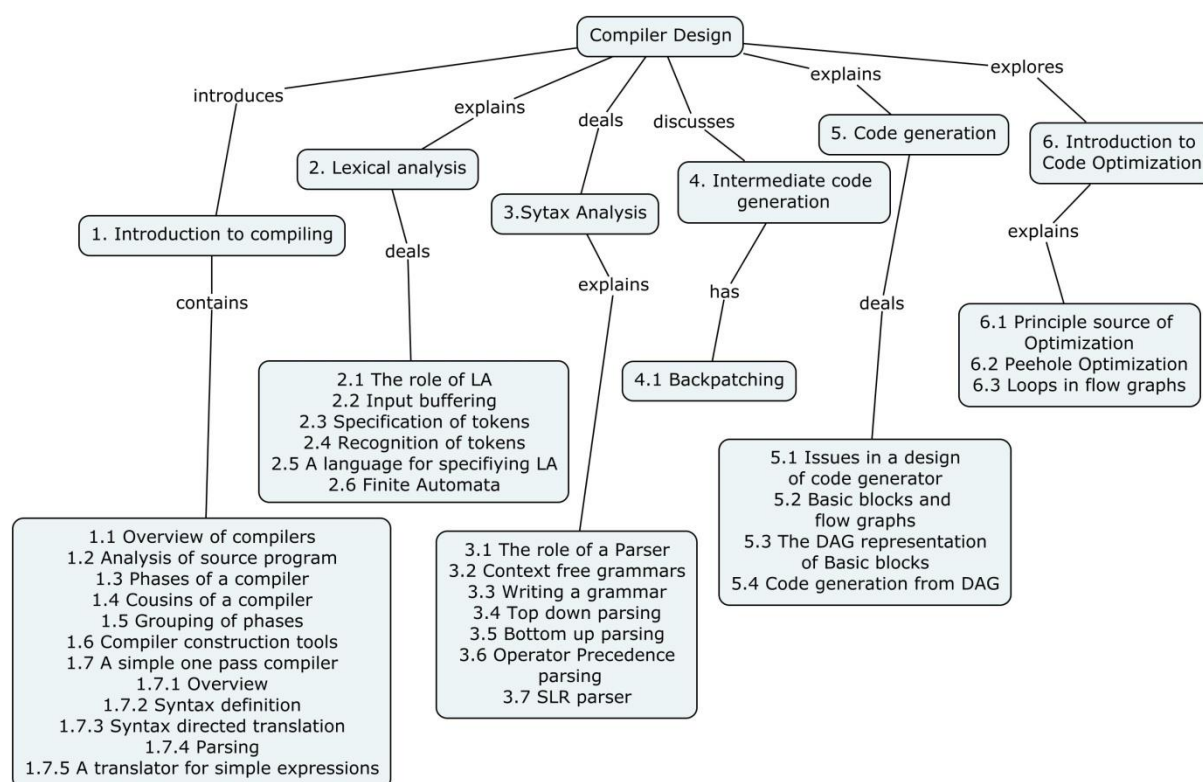 Compiler Design
introduces
explains
deals
discusses
explains
explores
1. Introduction to compiling
2. Lexical analysis
3.Sytax Analysis
4. Intermediate code
generation
5. Code generation
6. Introduction to
Code Optimization
contains
deals
explains
has
deals
explains
1.1 Overview of compilers
1.2 Analysis of source program
1.3 Phases of a compiler
1.4 Cousins of a compiler
1.5 Grouping of phases
1.6 Compiler construction tools
1.7 A simple one pass compiler
1.7.1 Overview
1.7.2 Syntax definition
1.7.3 Syntax directed translation
1.7.4 Parsing
1.7.5 A translator for simple expressions
2.1 The role of LA
2.2 Input buffering
2.3 Specification of tokens
2.4 Recognition of tokens
2.5 A language for specifiying LA
2.6 Finite Automata
3.1 The role of a Parser
3.2 Context free grammars
3.3 Writing a grammar
3.4 Top down parsing
3.5 Bottom up parsing
3.6 Operator Precedence
parsing
3.7 SLR parser
4.1 Backpatching
5.1 Issues in a design
of code generator
5.2 Basic blocks and
flow graphs
5.3 The DAG representation
of Basic blocks
5.4 Code generation from DAG
6.1 Principle source of
Optimization
6.2 Peehole Optimization
6.3 Loops in flow graphs